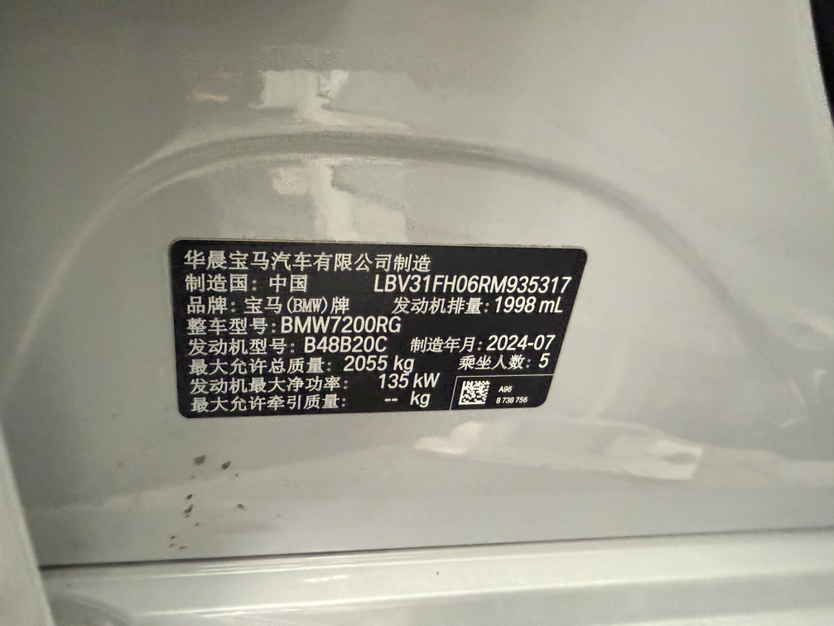 华晨宝马汽车有限公司制造
制造国: 中国 LBV31FH06RM935317
品牌: 宝马(BMW)牌 发动机排量: 1998 mL
整车型号: BMW7200RG
发动机型号: B48B20C 制造年月: 2024-07
最大允许总质量: 2055 kg 乘坐人数: 5
发动机最大净功率: 135 kW
最大允许牵引质量: -- kg
A96
8 738 756